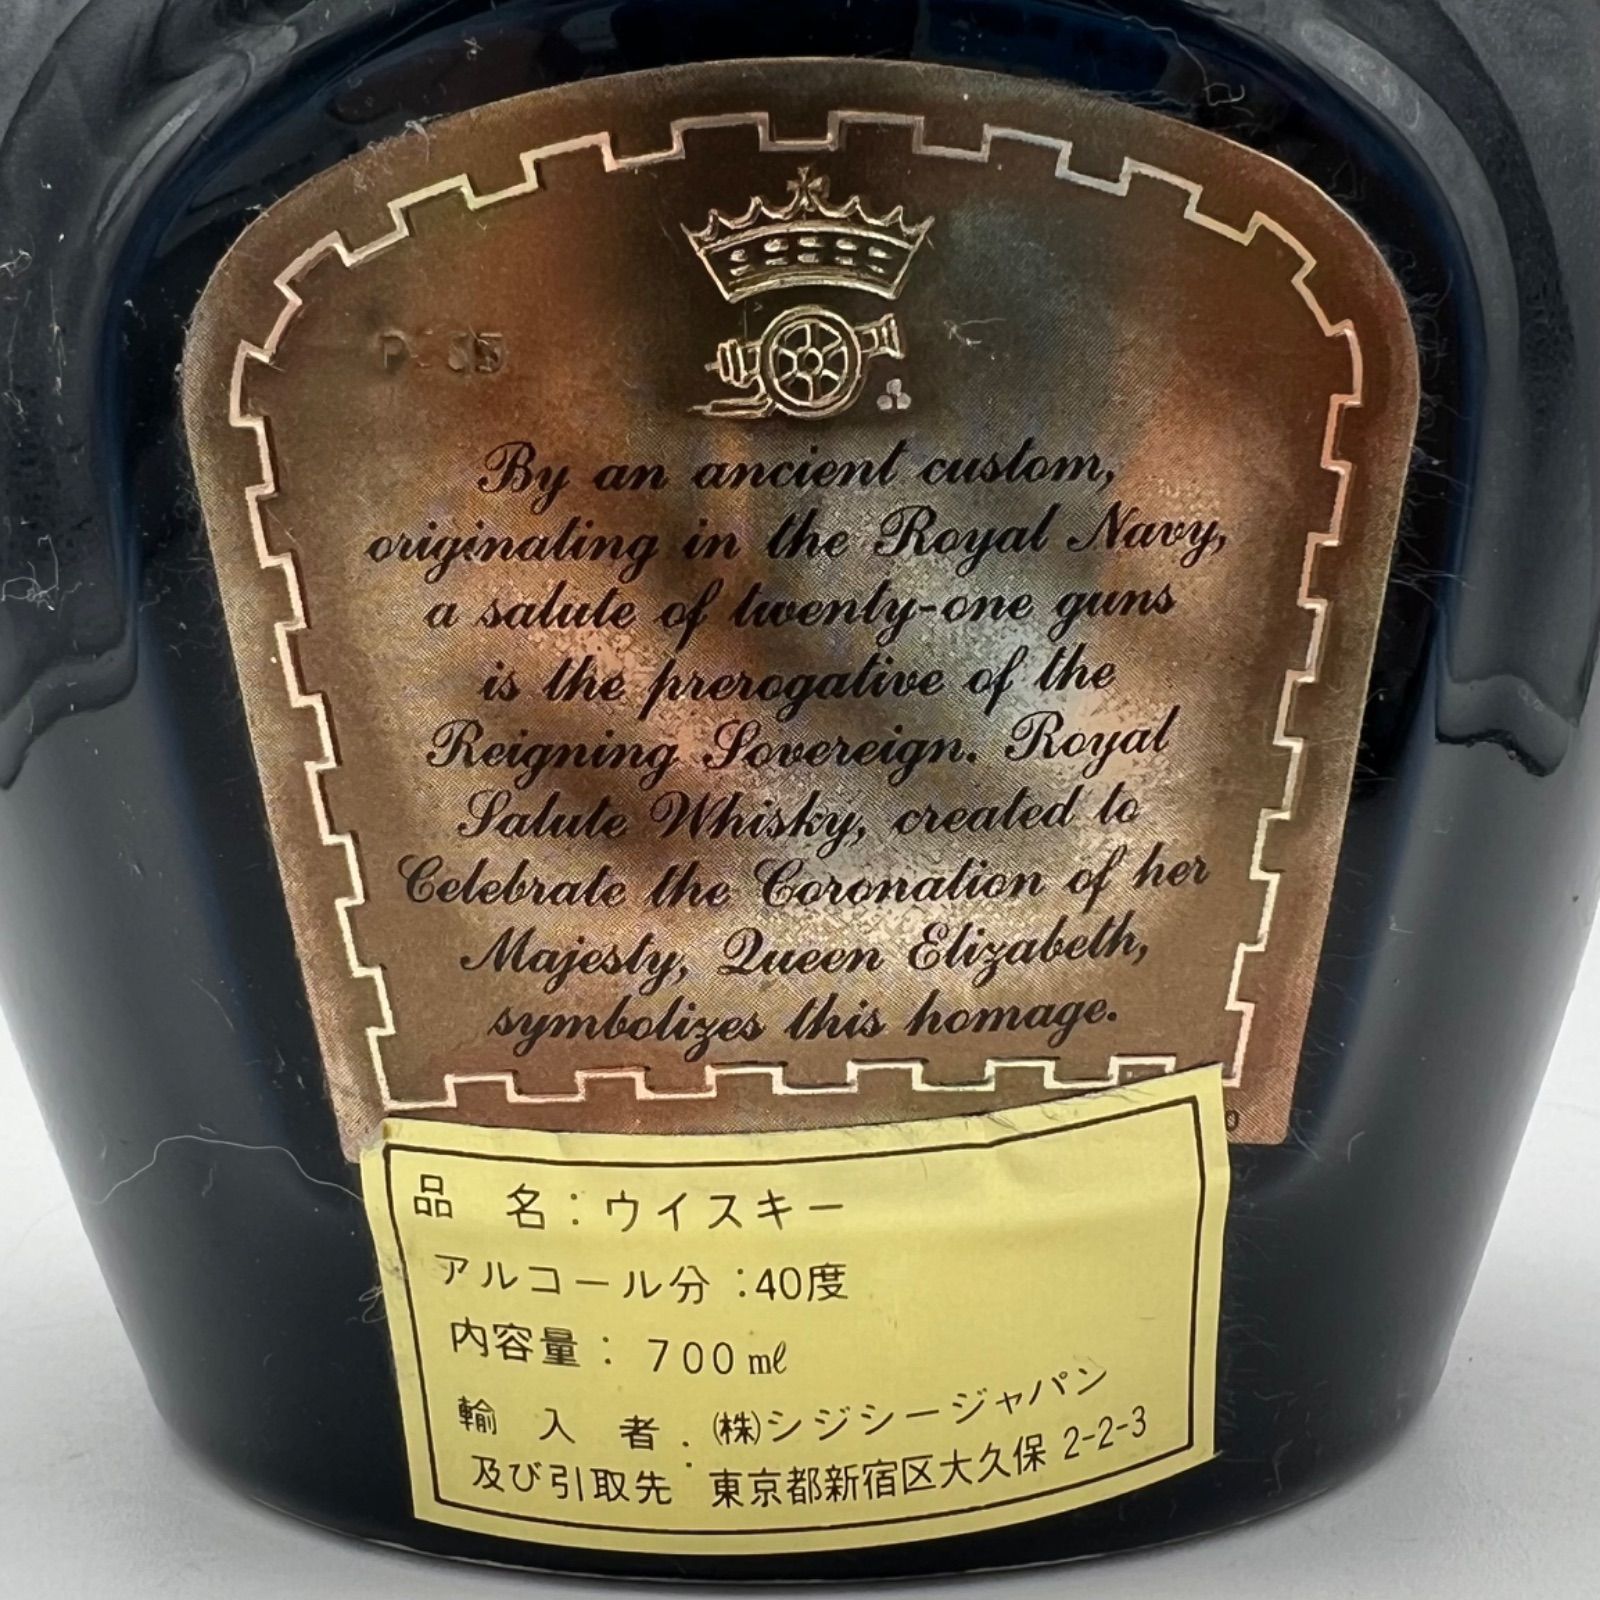 By an ancient custom,
originating in the Royal Navy,
a salute of twenty-one guns
is the prerogative of the
Reigning Sovereign. Royal
Salute Whisky, created to
Celebrate the Coronation of her
Majesty, Queen Elizabeth,
symbolizes this homage.
品 名:ウイスキー
アルコール分:40度
内容量:700㎖
輸入者:㈱シジシージャパン
及び引取先 東京都新宿区大久保 2-2-3